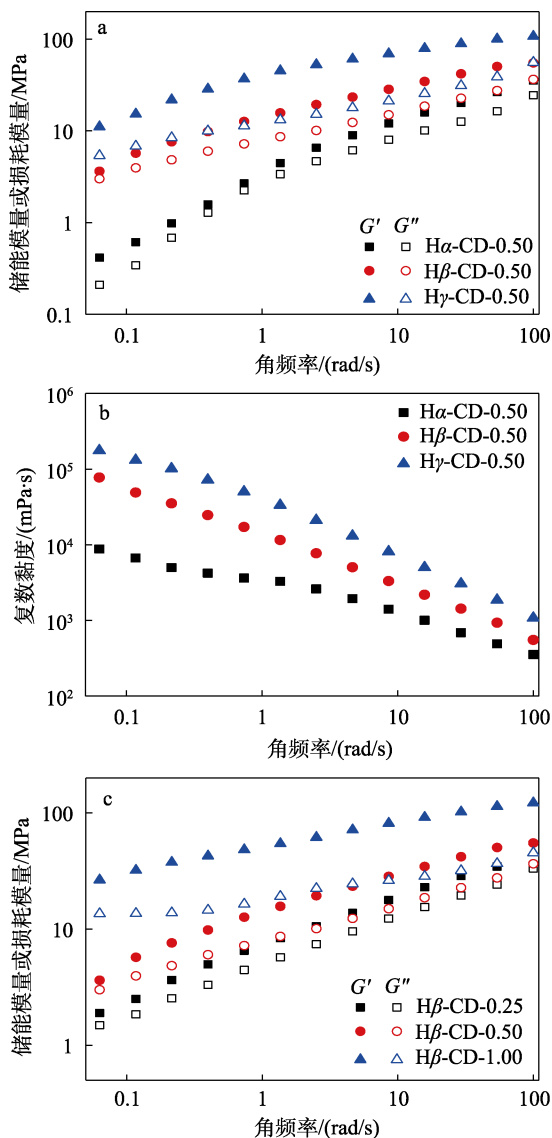 a
储能模量或损耗模量/MPa
100
10
1
0.1
G′ G″
Hα-CD-0.50
Hβ-CD-0.50
Hγ-CD-0.50
0.1 1 10 100
角频率/(rad/s)
b
复数黏度/(mPa·s)
10⁶
10⁵
10⁴
10³
10²
Hα-CD-0.50
Hβ-CD-0.50
Hγ-CD-0.50
0.1 1 10 100
角频率/(rad/s)
c
储能模量或损耗模量/MPa
100
10
1
G′ G″
Hβ-CD-0.25
Hβ-CD-0.50
Hβ-CD-1.00
0.1 1 10 100
角频率/(rad/s)